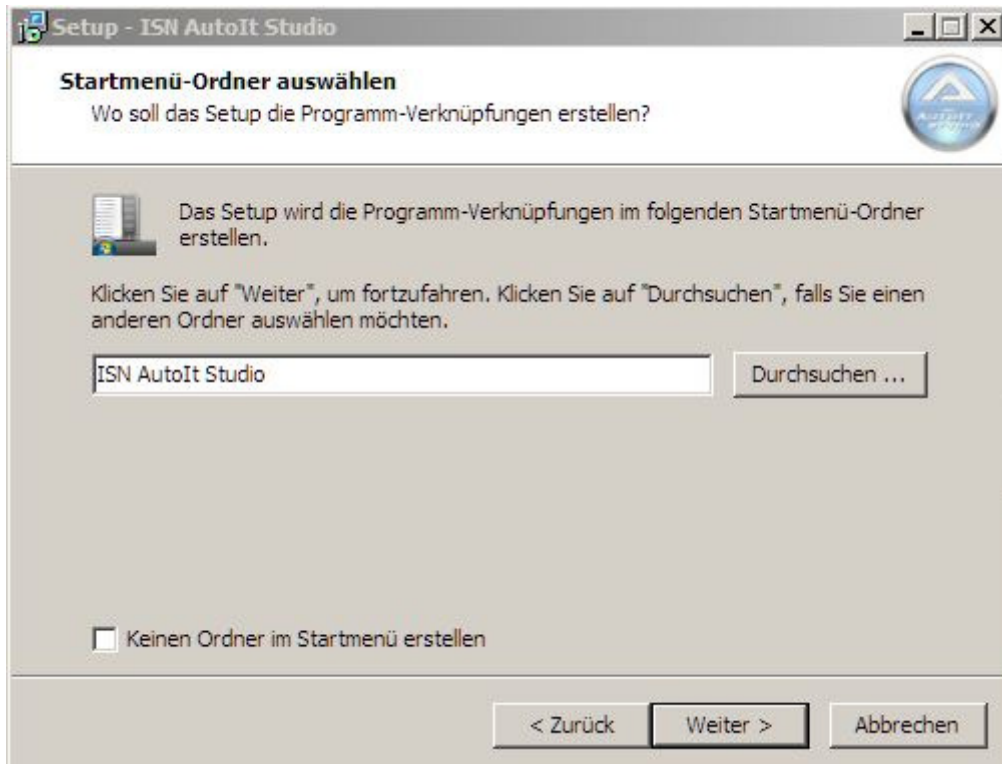 Setup - ISN AutoIt Studio
Startmenü-Ordner auswählen
Wo soll das Setup die Programm-Verknüpfungen erstellen?
Das Setup wird die Programm-Verknüpfungen im folgenden Startmenü-Ordner
erstellen.
Klicken Sie auf "Weiter", um fortzufahren. Klicken Sie auf "Durchsuchen", falls Sie einen
anderen Ordner auswählen möchten.
ISN AutoIt Studio
Durchsuchen ...
Keinen Ordner im Startmenü erstellen
< Zurück
Weiter >
Abbrechen